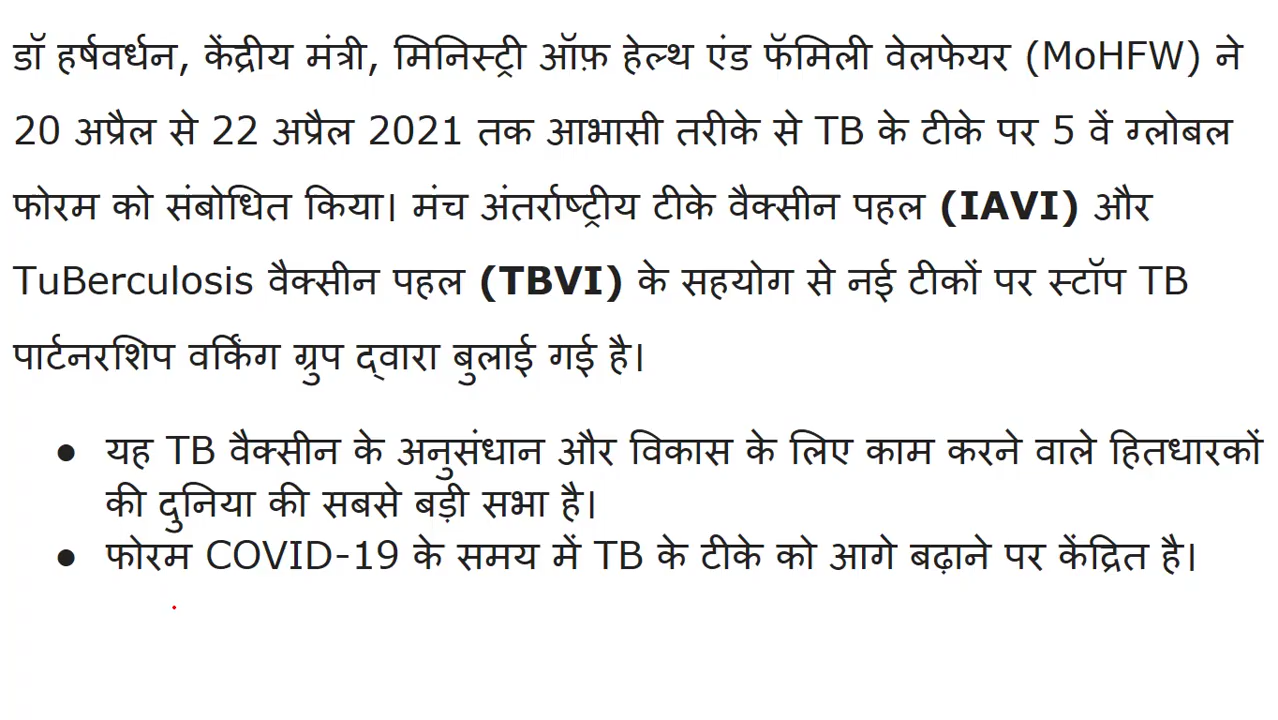 डॉ हर्षवर्धन, केंद्रीय मंत्री, मिनिस्ट्री ऑफ़ हेल्थ एंड फॅमिली वेलफेयर (MoHFW) ने
20 अप्रैल से 22 अप्रैल 2021 तक आभासी तरीके से TB के टीके पर 5 वें ग्लोबल
फोरम को संबोधित किया। मंच अंतर्राष्ट्रीय टीके वैक्सीन पहल (IAVI) और
TuBerculosis वैक्सीन पहल (TBVI) के सहयोग से नई टीकों पर स्टॉप TB
पार्टनरशिप वर्किंग ग्रुप द्वारा बुलाई गई है।
● यह TB वैक्सीन के अनुसंधान और विकास के लिए काम करने वाले हितधारकों
की दुनिया की सबसे बड़ी सभा है।
● फोरम COVID-19 के समय में TB के टीके को आगे बढ़ाने पर केंद्रित है।